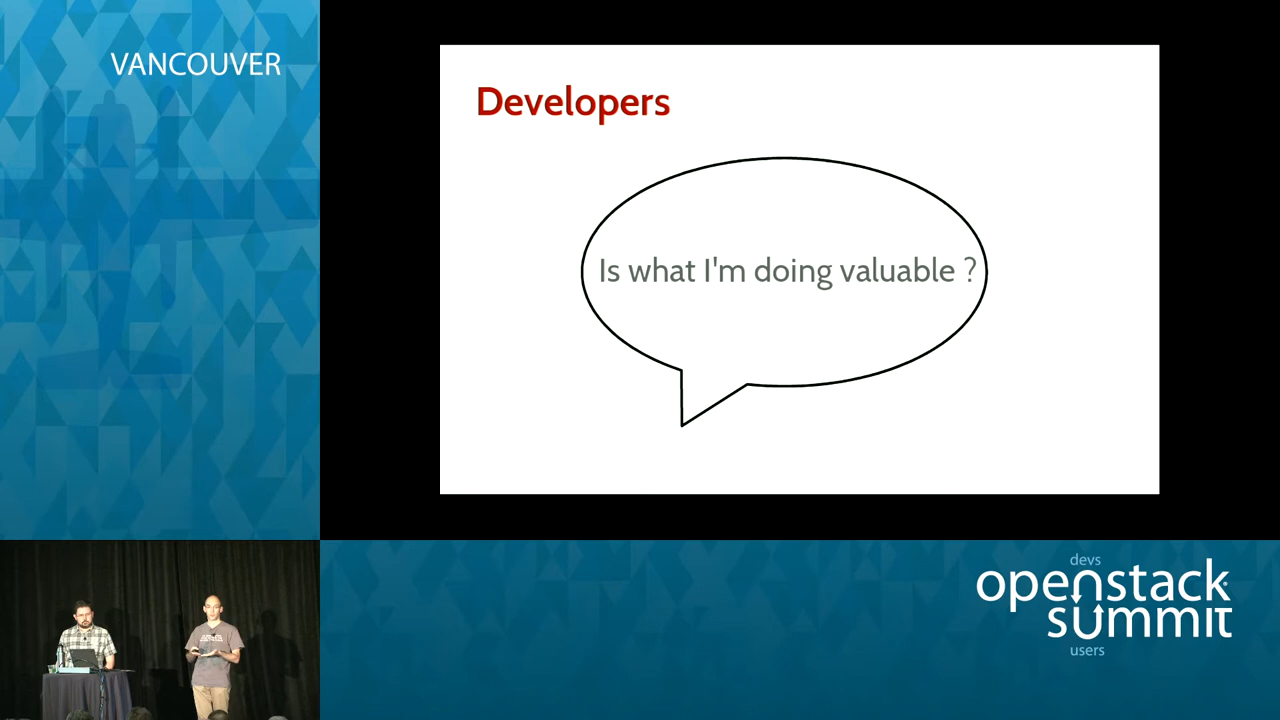 VANCOUVER
Developers
Is what I'm doing valuable ?
devs
openstack
summit
users